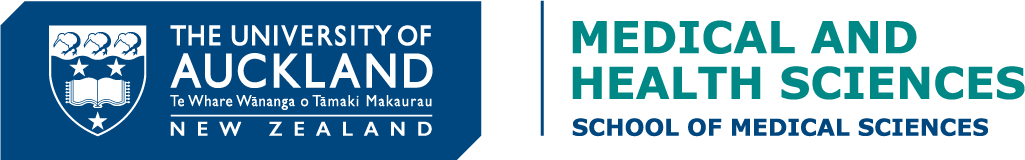 THE UNIVERSITY OF
AUCKLAND
Te Whare Wānanga o Tāmaki Makaurau
NEW ZEALAND
MEDICAL AND
HEALTH SCIENCES
SCHOOL OF MEDICAL SCIENCES